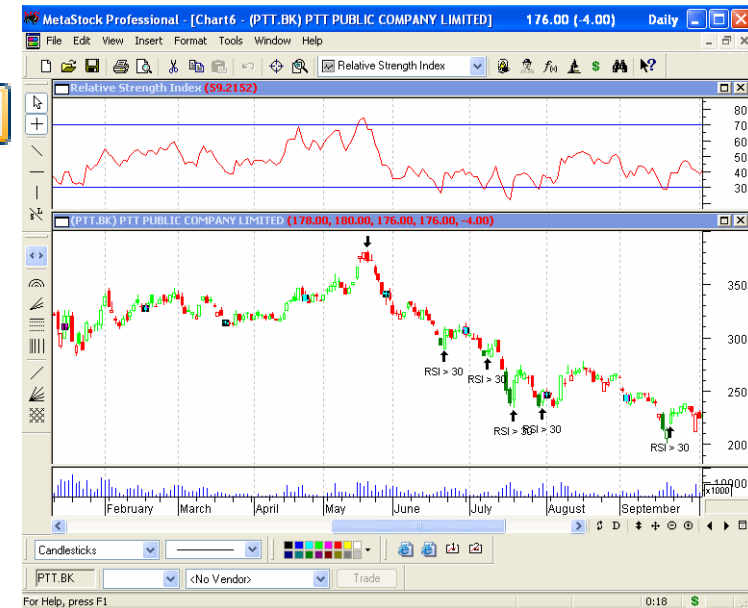 MetaStock Professional - [Chart6 - (PTT.BK) PTT PUBLIC COMPANY LIMITED] 176.00 (-4.00) Daily
File Edit View Insert Format Tools Window Help
Relative Strength Index
Relative Strength Index (59.2152)
80
70
60
50
40
30
(PTT.BK) PTT PUBLIC COMPANY LIMITED (178.00, 180.00, 176.00, 176.00, -4.00)
350
300
RSI > 30
RSI > 30
250
RSI > 30
RSI > 30
RSI > 30
200
x1000
February March April May June July August September
D
Candlesticks
PTT.BK <No Vendor> Trade
For Help, press F1 0:18 $